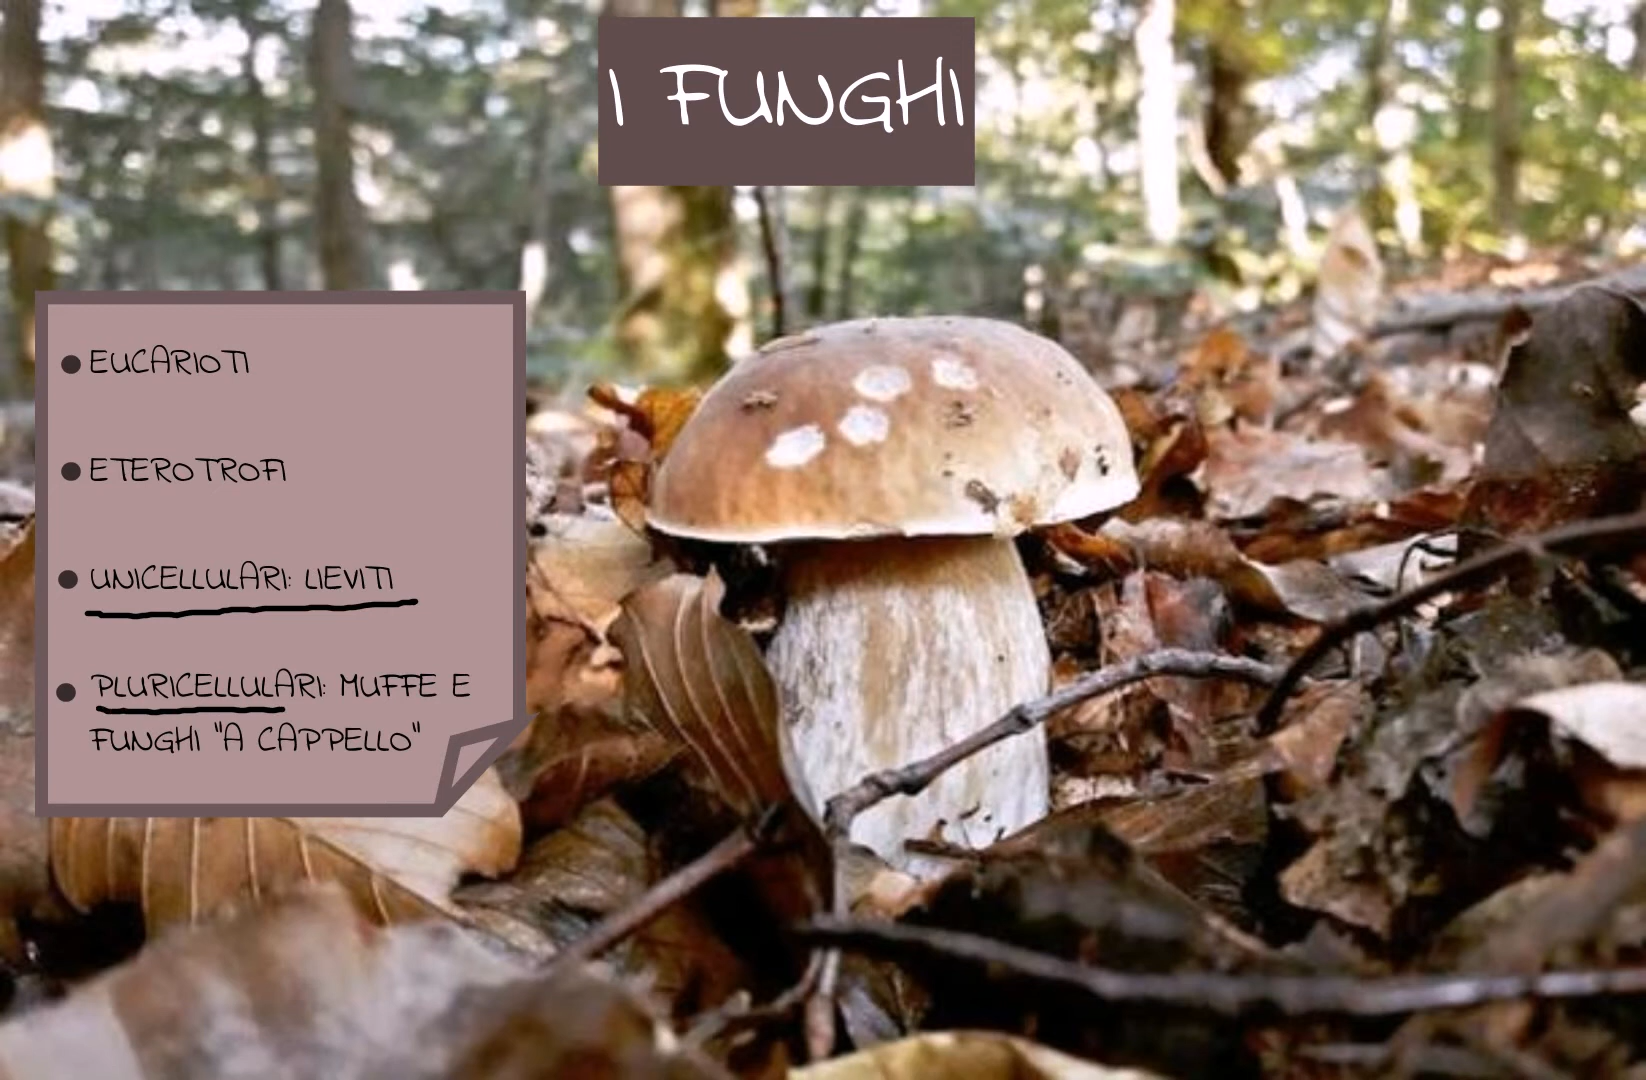 I FUNGHI
EUCARIOTI
ETEROTROFI
UNICELLULARI: LIEVITI
PLURICELLULARI: MUFFE E
FUNGHI "A CAPPELLO"